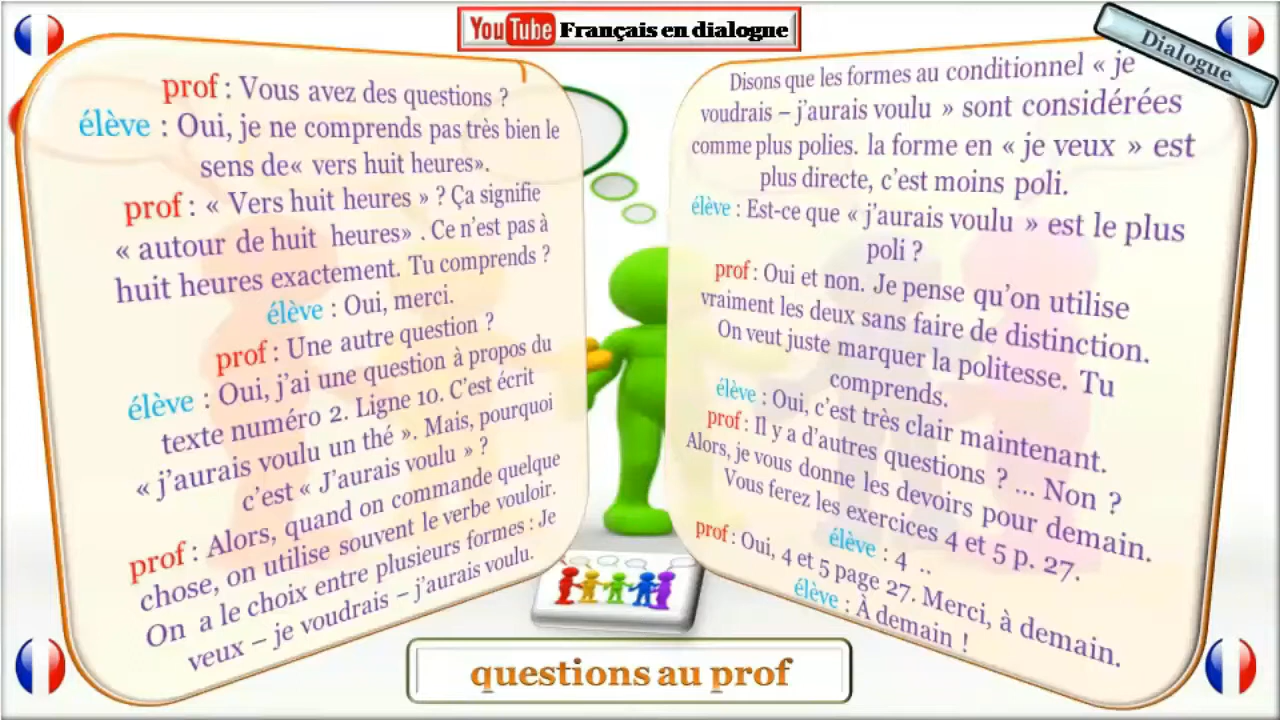 YouTube Français en dialogue
Dialogue
prof : Vous avez des questions ?
élève : Oui, je ne comprends pas très bien le
sens de« vers huit heures».
prof : « Vers huit heures » ? Ça signifie
« autour de huit heures» . Ce n'est pas à
huit heures exactement. Tu comprends ?
élève : Oui, merci.
prof : Une autre question ?
élève : Oui, j'ai une question à propos du
texte numéro 2. Ligne 10. C'est écrit
« j'aurais voulu un thé ». Mais, pourquoi
c'est « J'aurais voulu » ?
prof : Alors, quand on commande quelque
chose, on utilise souvent le verbe vouloir.
On a le choix entre plusieurs formes : Je
veux – je voudrais – j'aurais voulu.
Disons que les formes au conditionnel « je
voudrais – j'aurais voulu » sont considérées
comme plus polies. la forme en « je veux » est
plus directe, c'est moins poli.
élève : Est-ce que « j'aurais voulu » est le plus
poli ?
prof : Oui et non. Je pense qu'on utilise
vraiment les deux sans faire de distinction.
On veut juste marquer la politesse. Tu
comprends.
élève : Oui, c'est très clair maintenant.
prof : Il y a d'autres questions ? ... Non ?
Alors, je vous donne les devoirs pour demain.
Vous ferez les exercices 4 et 5 p. 27.
élève : 4 ..
prof : Oui, 4 et 5 page 27. Merci, à demain.
élève : À demain !
questions au prof